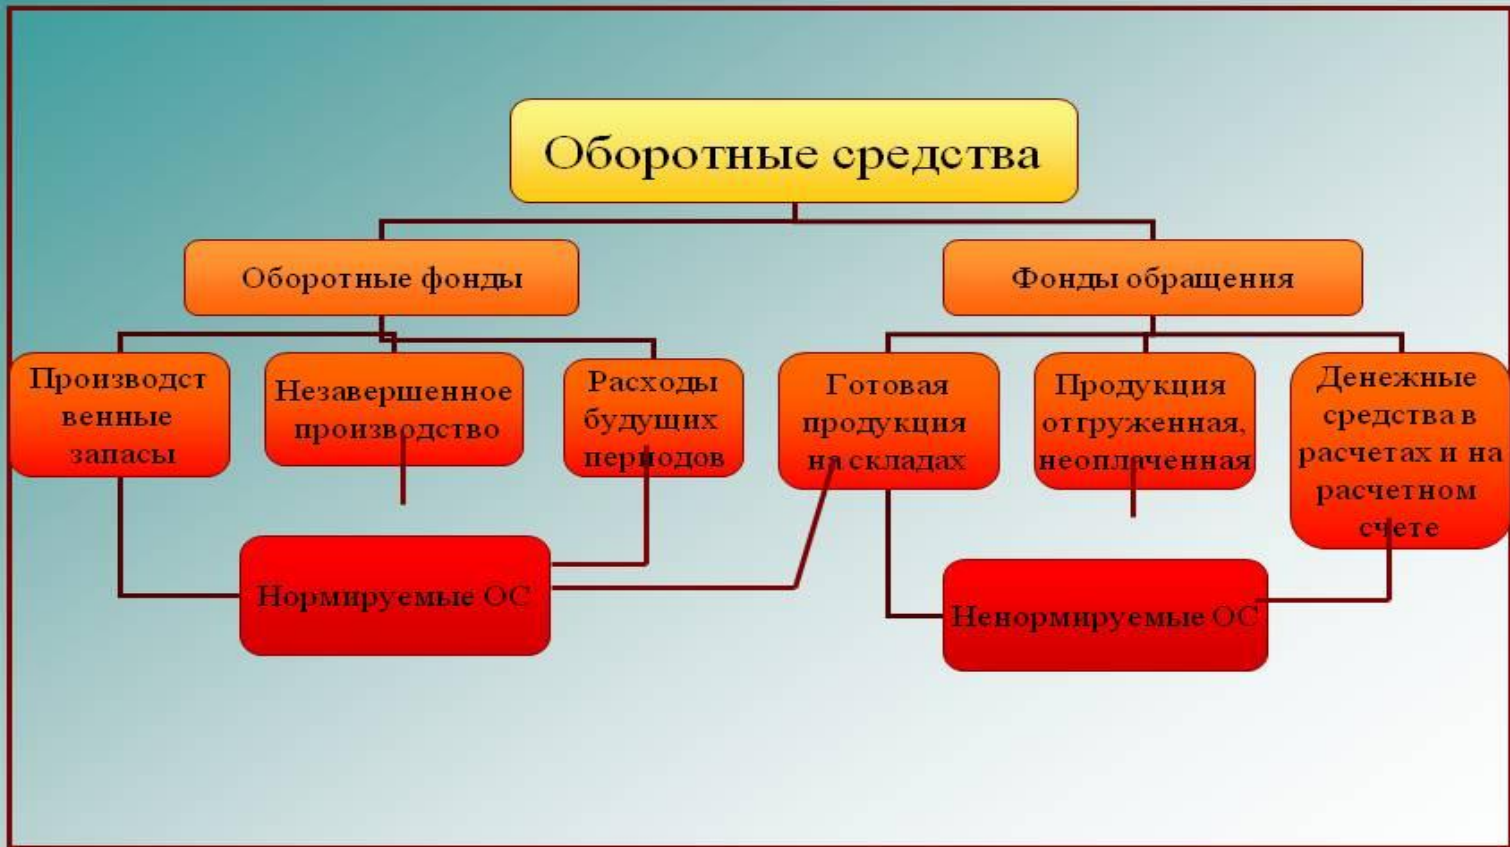 Оборотные средства
Оборотные фонды
Фонды обращения
Производст
венные
запасы
Незавершенное
производство
Расходы
будущих
периодов
Готовая
продукция
на складах
Продукция
отгруженная,
неоплаченная
Денежные
средства в
расчетах и на
расчетном
счете
Нормируемые ОС
Ненормируемые ОС